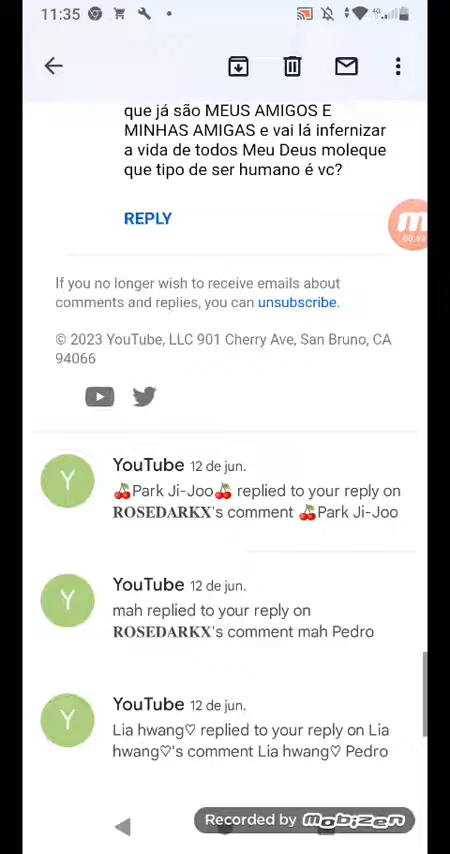 11:35
4G
que já são MEUS AMIGOS E
MINHAS AMIGAS e vai lá infernizar
a vida de todos Meu Deus moleque
que tipo de ser humano é vc?
REPLY
00:49
If you no longer wish to receive emails about
comments and replies, you can unsubscribe.
© 2023 YouTube, LLC 901 Cherry Ave, San Bruno, CA
94066
Y
YouTube 12 de jun.
🍒Park Ji-Joo🍒 replied to your reply on
𝐑𝐎𝐒𝐄𝐃𝐀𝐑𝐊𝐗's comment 🍒Park Ji-Joo
Y
YouTube 12 de jun.
mah replied to your reply on
𝐑𝐎𝐒𝐄𝐃𝐀𝐑𝐊𝐗's comment mah Pedro
Y
YouTube 12 de jun.
Lia hwang♡ replied to your reply on Lia
hwang♡'s comment Lia hwang♡ Pedro
Recorded by mobizen